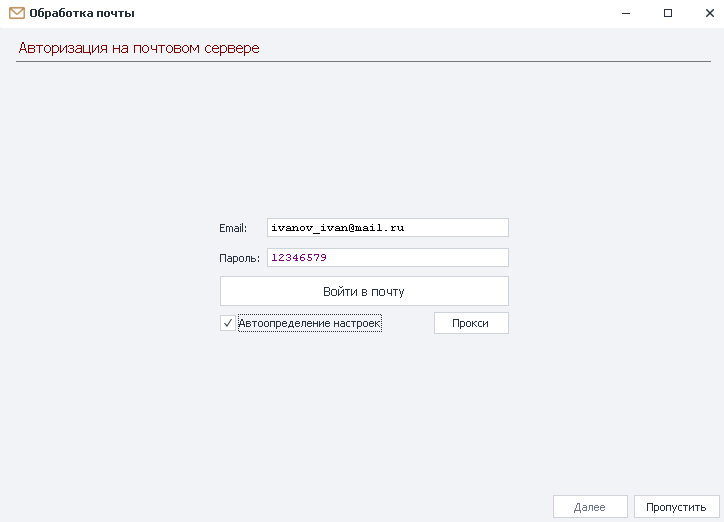 Обработка почты
Авторизация на почтовом сервере
Email: ivanov_ivan@mail.ru
Пароль: 12346579
Войти в почту
Автоопределение настроек Прокси
Далее Пропустить